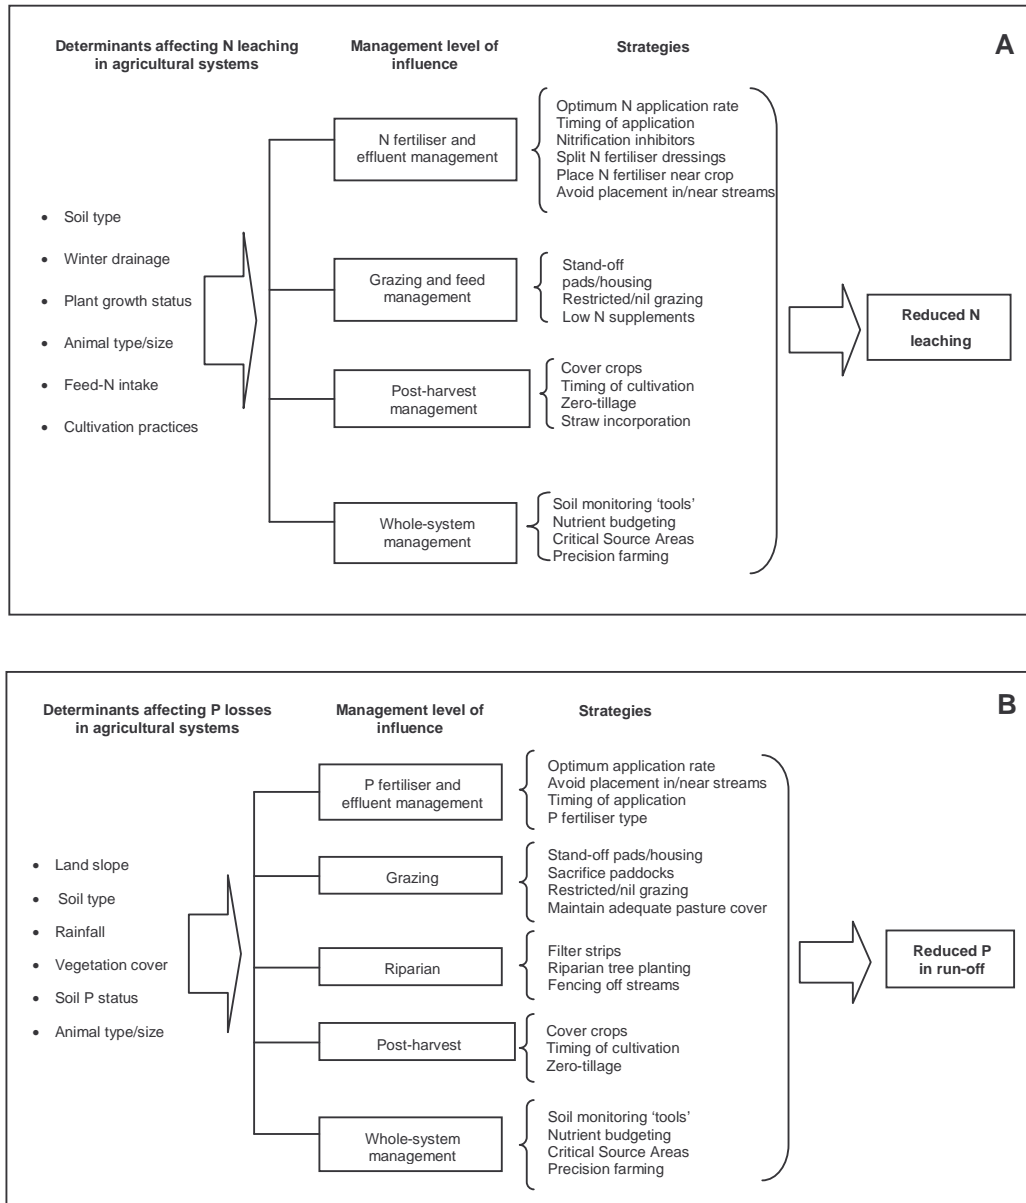 A
Determinants affecting N leaching
in agricultural systems
Management level of
influence
Strategies
• Soil type
• Winter drainage
• Plant growth status
• Animal type/size
• Feed-N intake
• Cultivation practices
N fertiliser and
effluent management
Optimum N application rate
Timing of application
Nitrification inhibitors
Split N fertiliser dressings
Place N fertiliser near crop
Avoid placement in/near streams
Grazing and feed
management
Stand-off
pads/housing
Restricted/nil grazing
Low N supplements
Post-harvest
management
Cover crops
Timing of cultivation
Zero-tillage
Straw incorporation
Whole-system
management
Soil monitoring ‘tools’
Nutrient budgeting
Critical Source Areas
Precision farming
Reduced N
leaching
B
Determinants affecting P losses
in agricultural systems
Management level of
influence
Strategies
• Land slope
• Soil type
• Rainfall
• Vegetation cover
• Soil P status
• Animal type/size
P fertiliser and
effluent management
Optimum application rate
Avoid placement in/near streams
Timing of application
P fertiliser type
Grazing
Stand-off pads/housing
Sacrifice paddocks
Restricted/nil grazing
Maintain adequate pasture cover
Riparian
Filter strips
Riparian tree planting
Fencing off streams
Post-harvest
Cover crops
Timing of cultivation
Zero-tillage
Whole-system
management
Soil monitoring ‘tools’
Nutrient budgeting
Critical Source Areas
Precision farming
Reduced P
in run-off